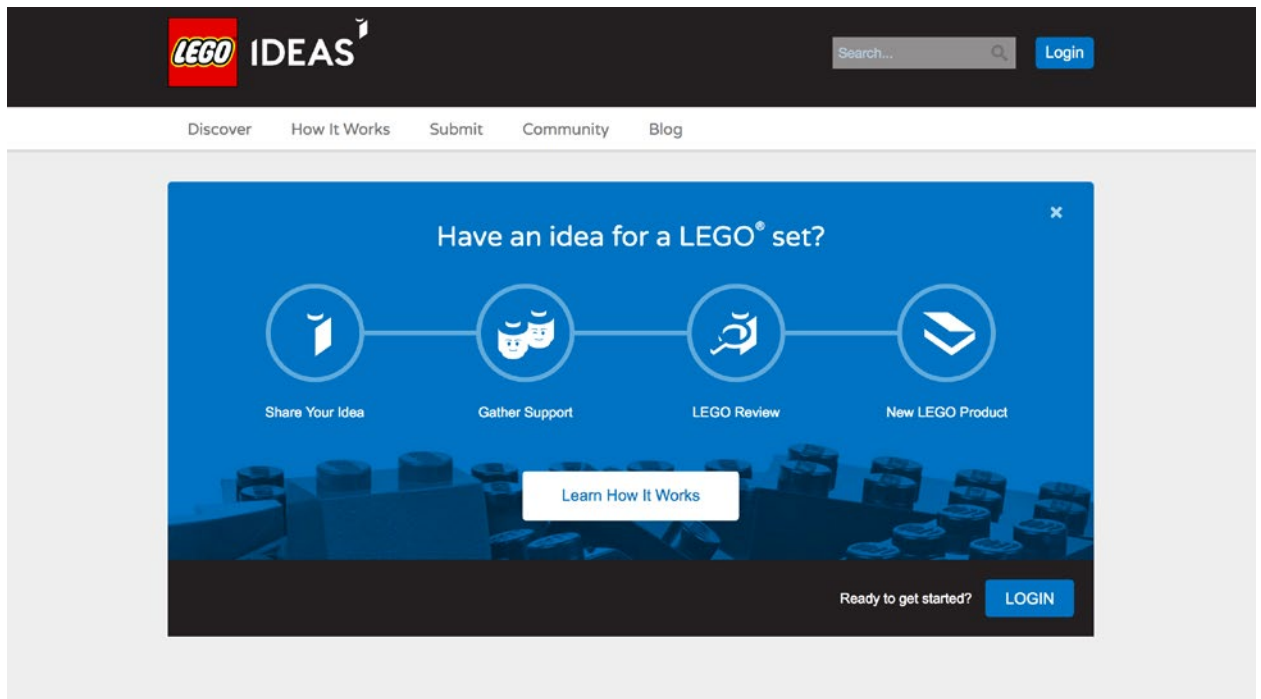 LEGO IDEAS
Search...
Login
Discover How It Works Submit Community Blog
Have an idea for a LEGO® set?
Share Your Idea Gather Support LEGO Review New LEGO Product
Learn How It Works
Ready to get started? LOGIN